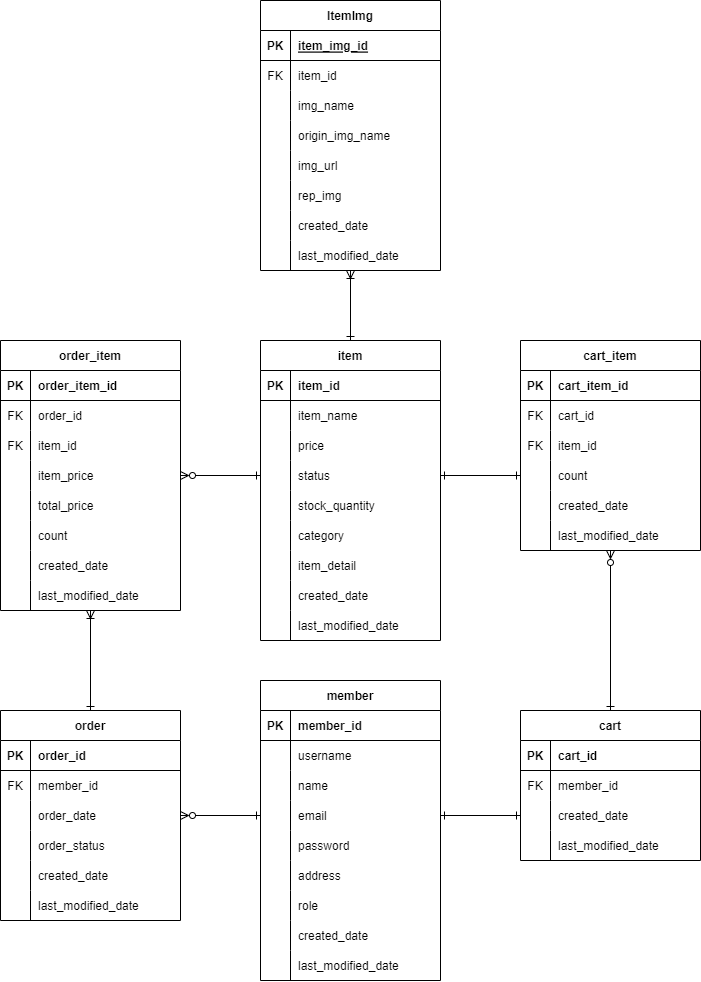 ItemImg
PK item_img_id
FK item_id
img_name
origin_img_name
img_url
rep_img
created_date
last_modified_date
order_item
PK order_item_id
FK order_id
FK item_id
item_price
total_price
count
created_date
last_modified_date
item
PK item_id
item_name
price
status
stock_quantity
category
item_detail
created_date
last_modified_date
cart_item
PK cart_item_id
FK cart_id
FK item_id
count
created_date
last_modified_date
order
PK order_id
FK member_id
order_date
order_status
created_date
last_modified_date
member
PK member_id
username
name
email
password
address
role
created_date
last_modified_date
cart
PK cart_id
FK member_id
created_date
last_modified_date